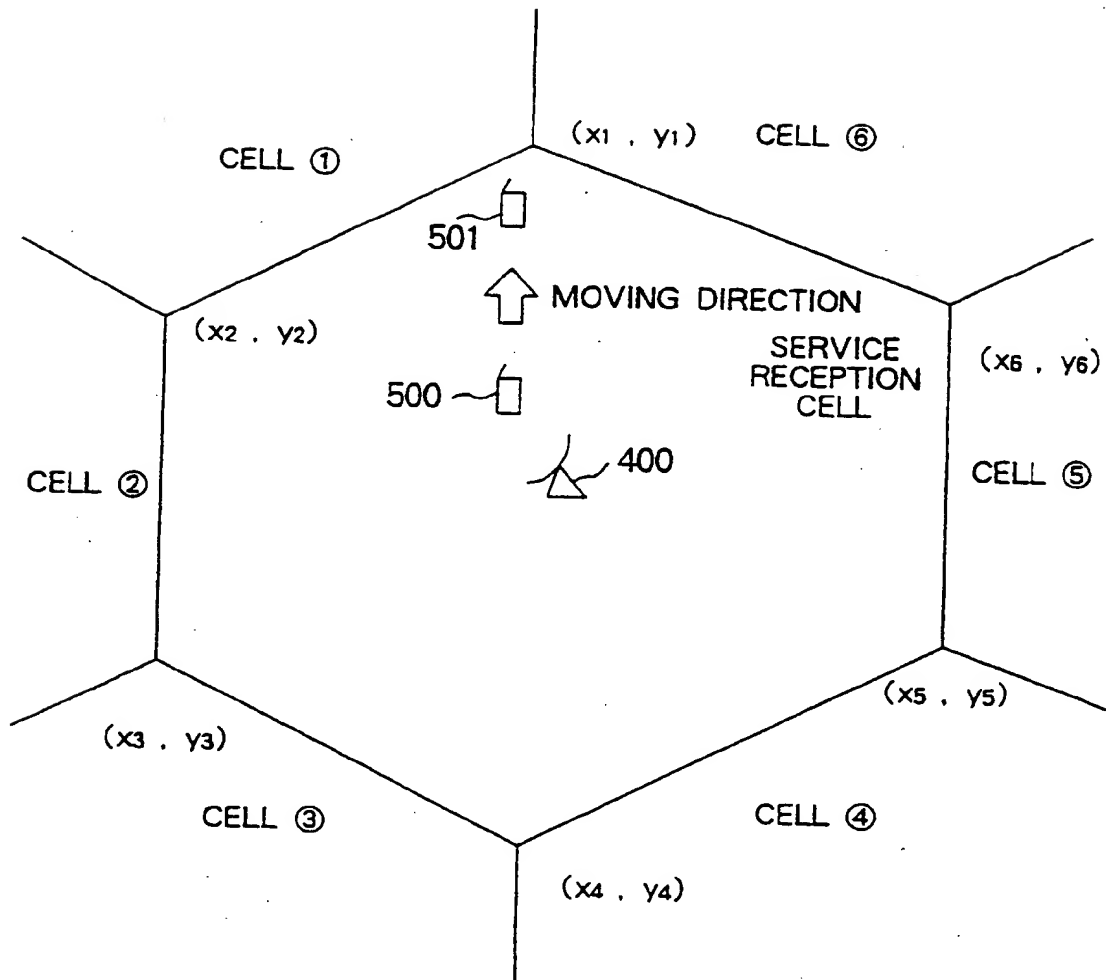 (x1 , y1)
CELL ⑥
CELL ①
501
MOVING DIRECTION
(x2 , y2)
SERVICE
RECEPTION
CELL
(x6 , y6)
500
400
CELL ②
CELL ⑤
(x5 , y5)
(x3 , y3)
CELL ③
CELL ④
(x4 , y4)